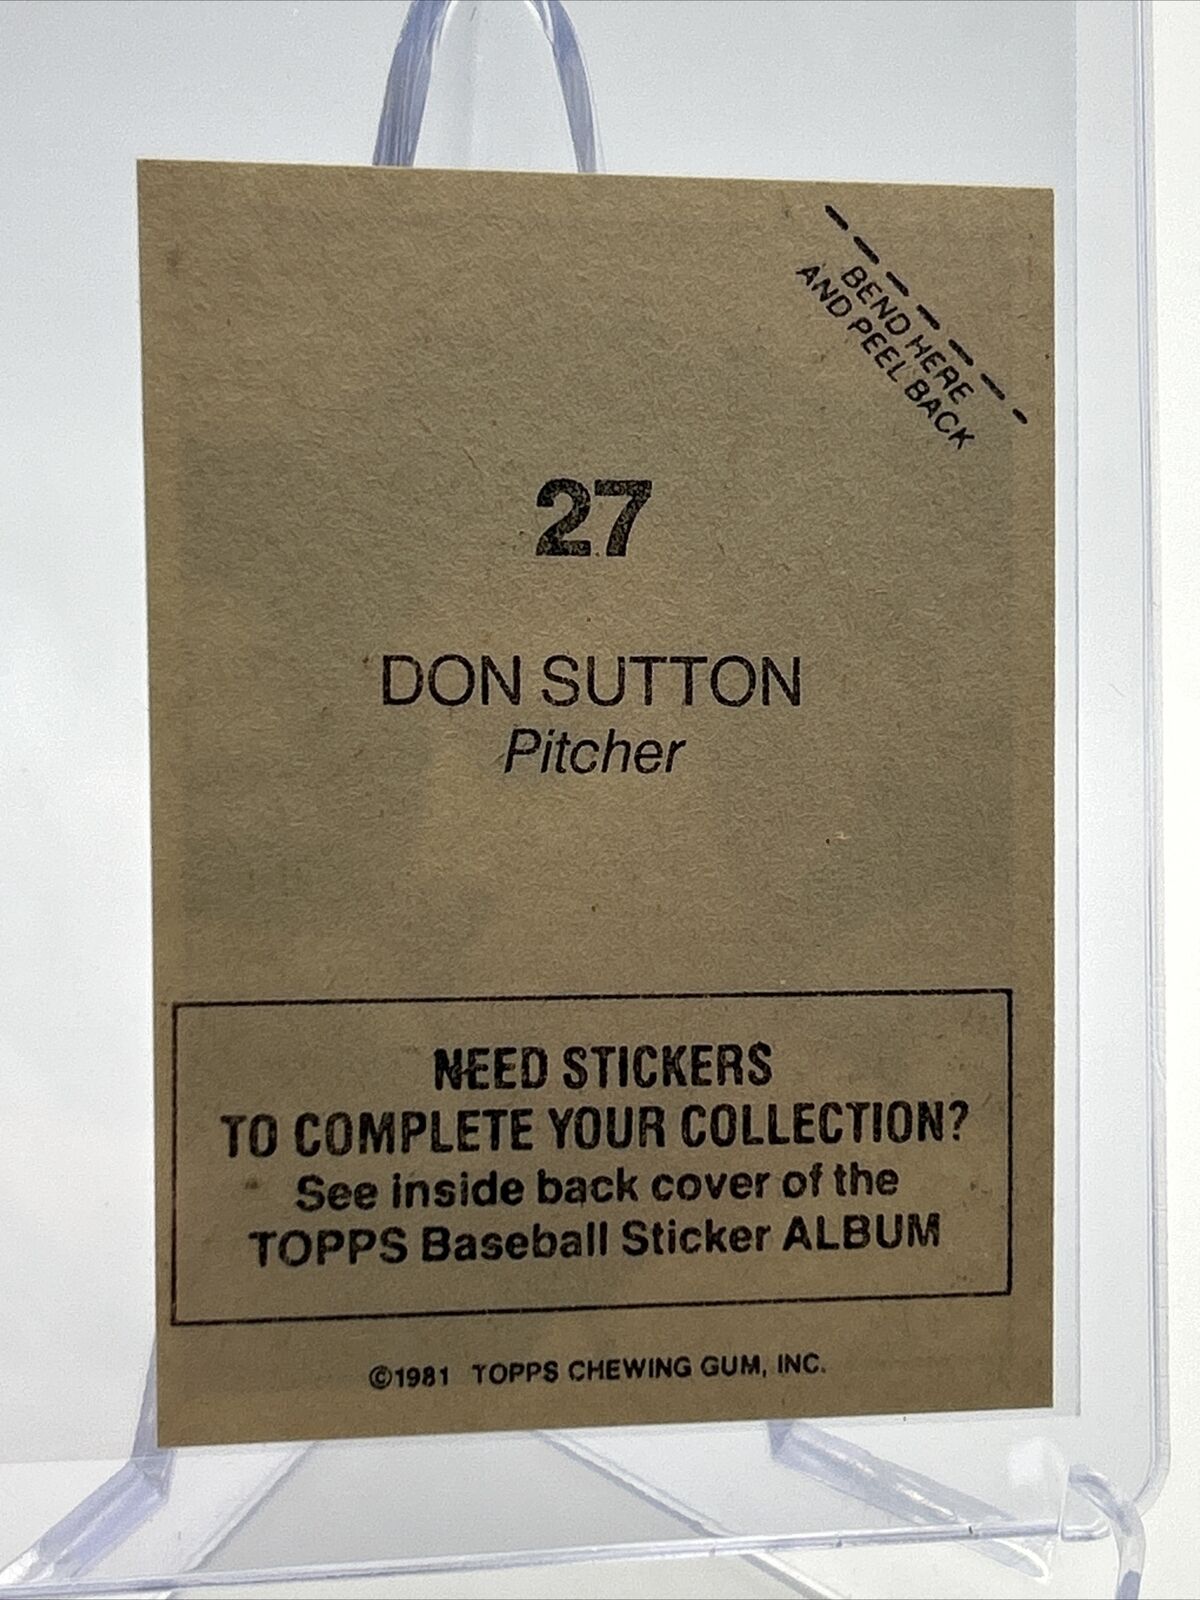 BEND HERE
AND PEEL BACK
27
DON SUTTON
Pitcher
NEED STICKERS
TO COMPLETE YOUR COLLECTION?
See inside back cover of the
TOPPS Baseball Sticker ALBUM
©1981 TOPPS CHEWING GUM, INC.